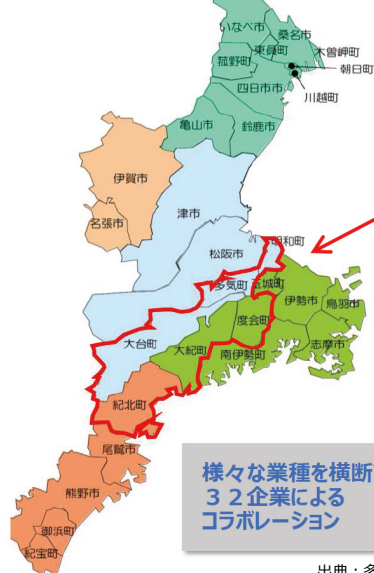 いなべ市
桑名市
木曽岬町
東員町
朝日町
菰野町
四日市市
川越町
亀山市
鈴鹿市
伊賀市
津市
名張市
松阪市
明和町
多気町
玉城町
伊勢市
鳥羽市
度会町
大台町
大紀町
南伊勢町
志摩市
紀北町
尾鷲市
熊野市
御浜町
紀宝町
様々な業種を横断
３２企業による
コラボレーション
出典：多